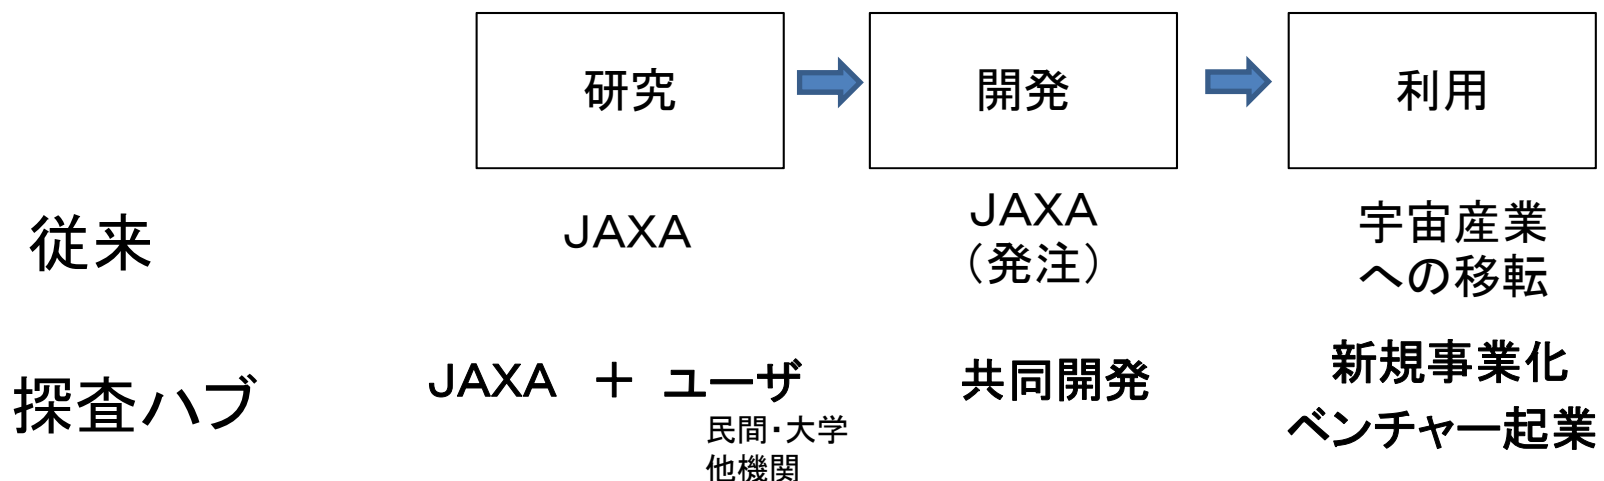 研究
開発
利用
従来
JAXA
JAXA
（発注）
宇宙産業
への移転
探査ハブ
JAXA ＋ ユーザ
民間・大学
他機関
共同開発
新規事業化
ベンチャー起業